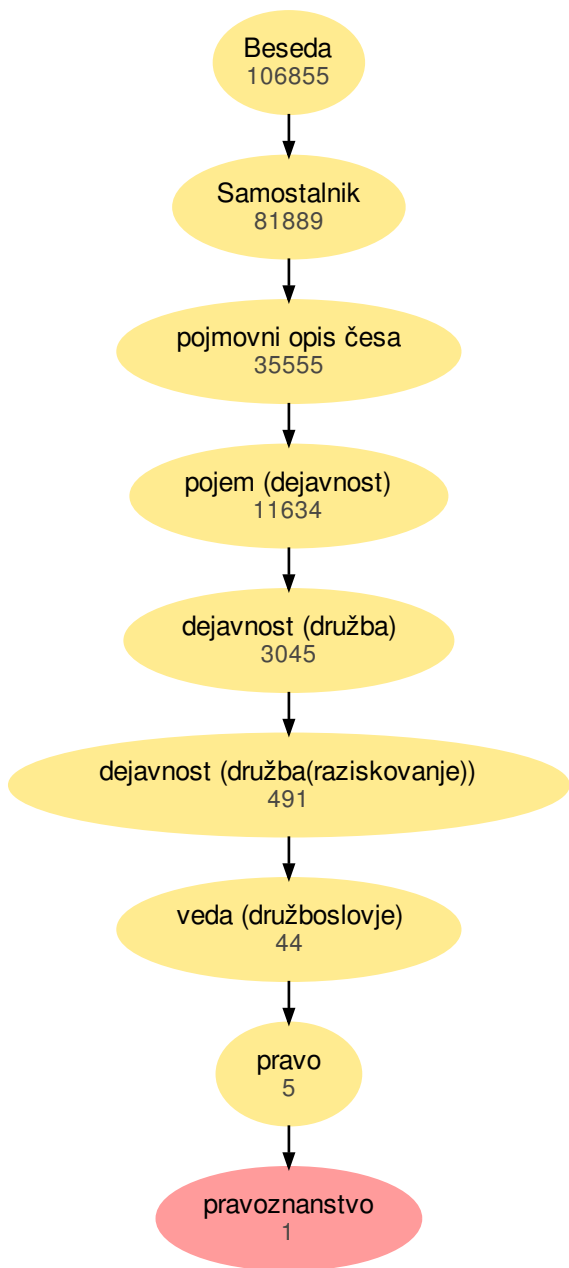 Beseda
106855
Samostalnik
81889
pojmovni opis česa
35555
pojem (dejavnost)
11634
dejavnost (družba)
3045
dejavnost (družba(raziskovanje))
491
veda (družboslovje)
44
pravo
5
pravoznanstvo
1